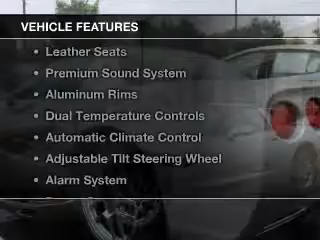 VEHICLE FEATURES
• Leather Seats
• Premium Sound System
• Aluminum Rims
• Dual Temperature Controls
• Automatic Climate Control
• Adjustable Tilt Steering Wheel
• Alarm System